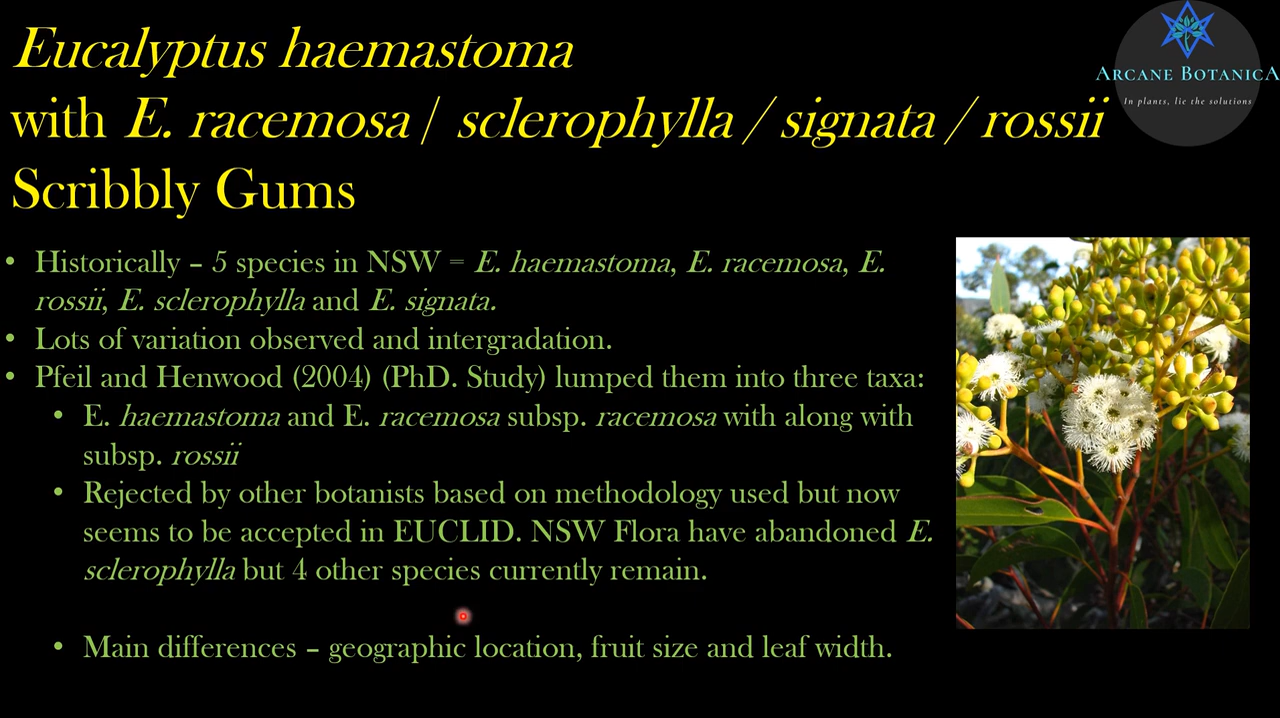 Eucalyptus haemastoma
with E. racemosa / sclerophylla / signata / rossii
Scribbly Gums
ARCANE BOTANICA
In plants, lie the solutions
• Historically – 5 species in NSW = E. haemastoma, E. racemosa, E.
rossii, E. sclerophylla and E. signata.
• Lots of variation observed and intergradation.
• Pfeil and Henwood (2004) (PhD. Study) lumped them into three taxa:
• E. haemastoma and E. racemosa subsp. racemosa with along with
subsp. rossii
• Rejected by other botanists based on methodology used but now
seems to be accepted in EUCLID. NSW Flora have abandoned E.
sclerophylla but 4 other species currently remain.
• Main differences – geographic location, fruit size and leaf width.